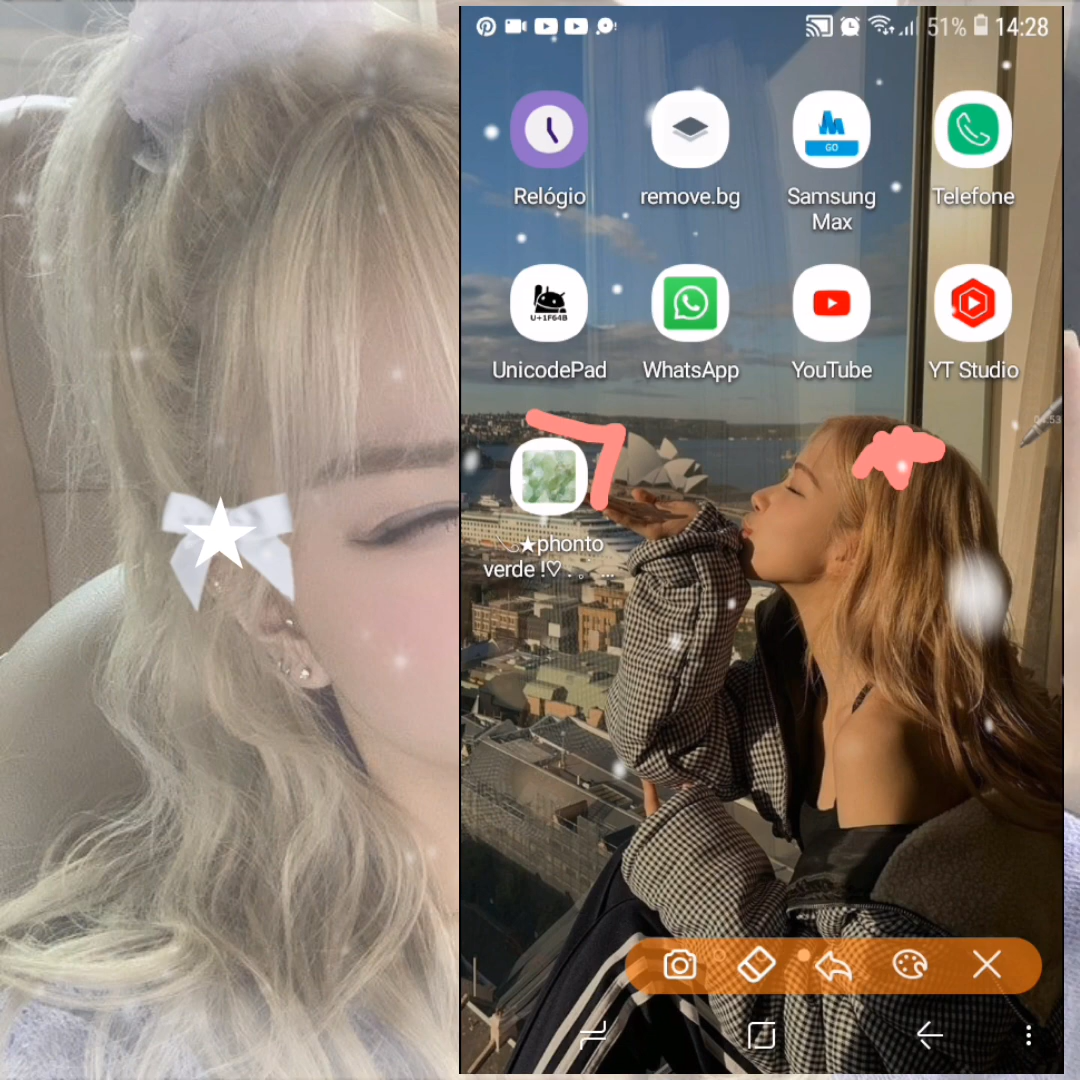 51% 14:28
GO
Relógio
remove.bg
Samsung
Max
Telefone
U+1F64B
UnicodePad
WhatsApp
YouTube
YT Studio
★phonto
verde !♡ . 。 ...